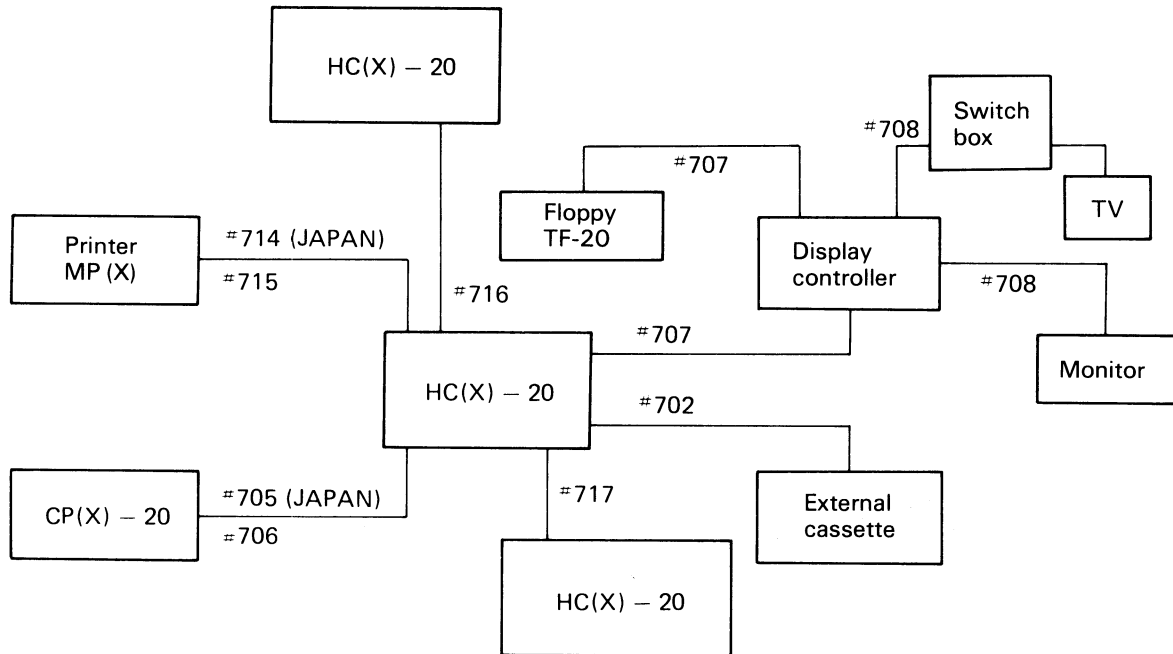 HC(X) – 20
Switch
box
#708
#707
TV
Floppy
TF-20
Printer
MP (X)
#714 (JAPAN)
#715
Display
controller
#708
#716
#707
Monitor
HC(X) – 20
#702
#717
#705 (JAPAN)
#706
CP(X) – 20
External
cassette
HC(X) – 20